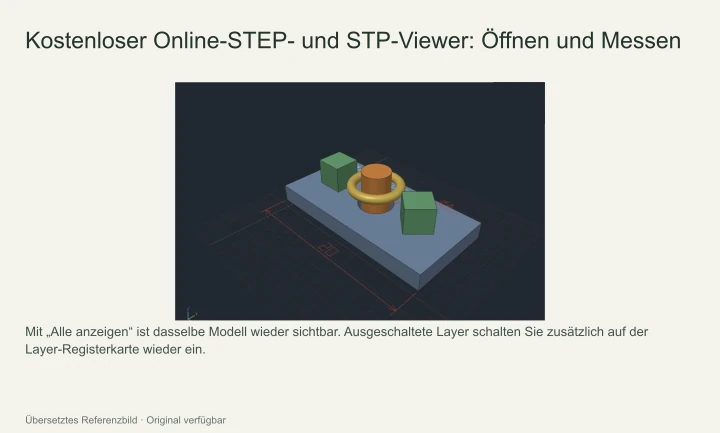 Kostenloser Online-STEP- und STP-Viewer: Öffnen und Messen
20
Mit „Alle anzeigen“ ist dasselbe Modell wieder sichtbar. Ausgeschaltete Layer schalten Sie zusätzlich auf der
Layer-Registerkarte wieder ein.
Übersetztes Referenzbild · Original verfügbar